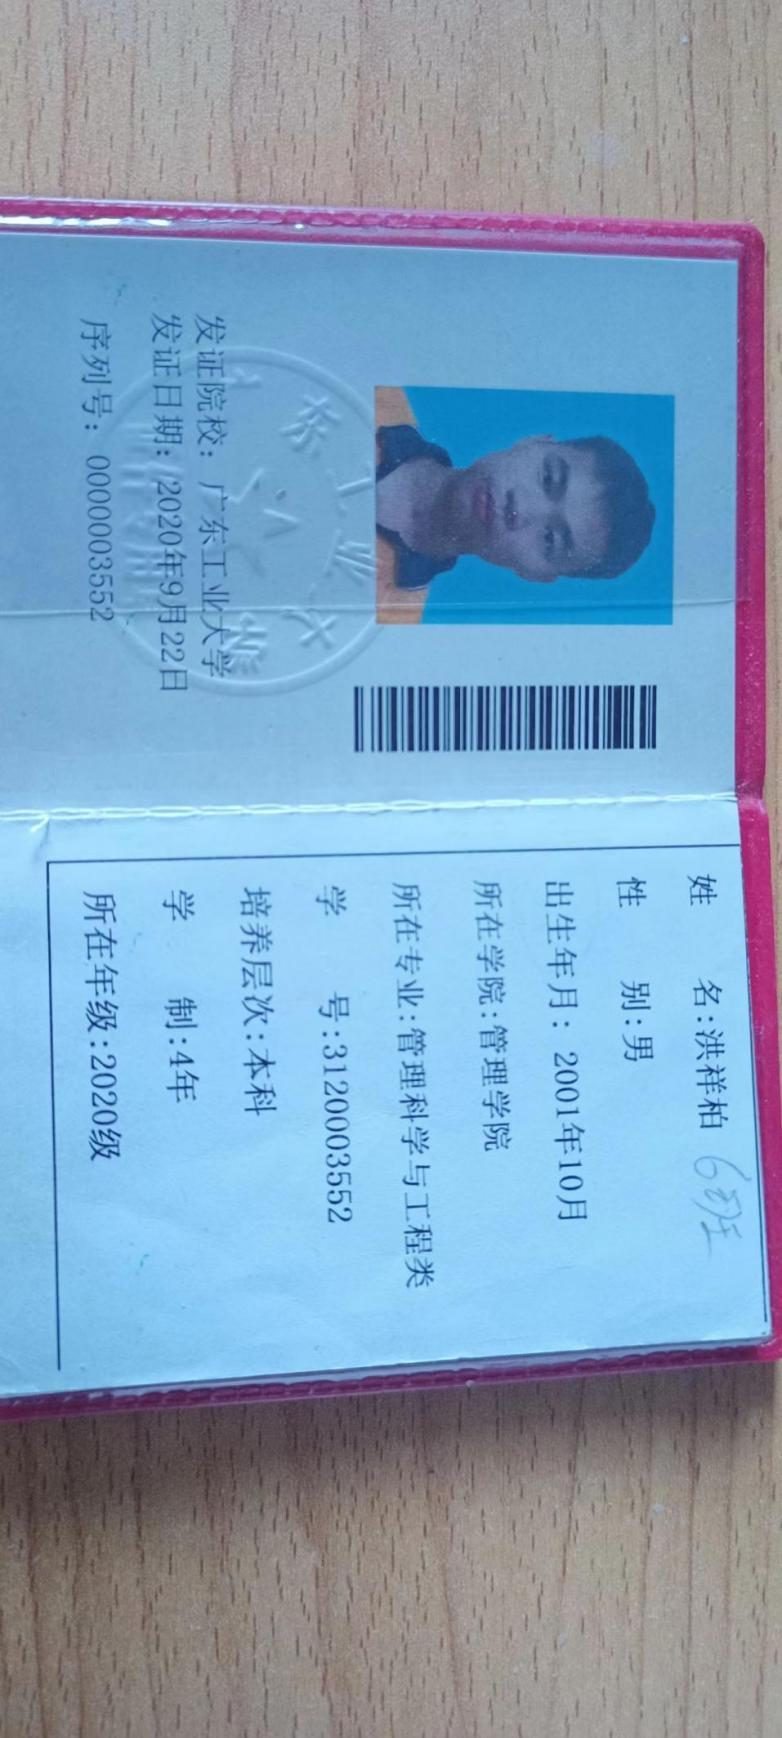 发证院校：广东工业大学
发证日期：2020年9月22日
序列号：0000003552
姓 名:洪祥柏 6班
性 别:男
出生年月：2001年10月
所在学院:管理学院
所在专业:管理科学与工程类
学 号:3120003552
培养层次:本科
学 制:4年
所在年级:2020级